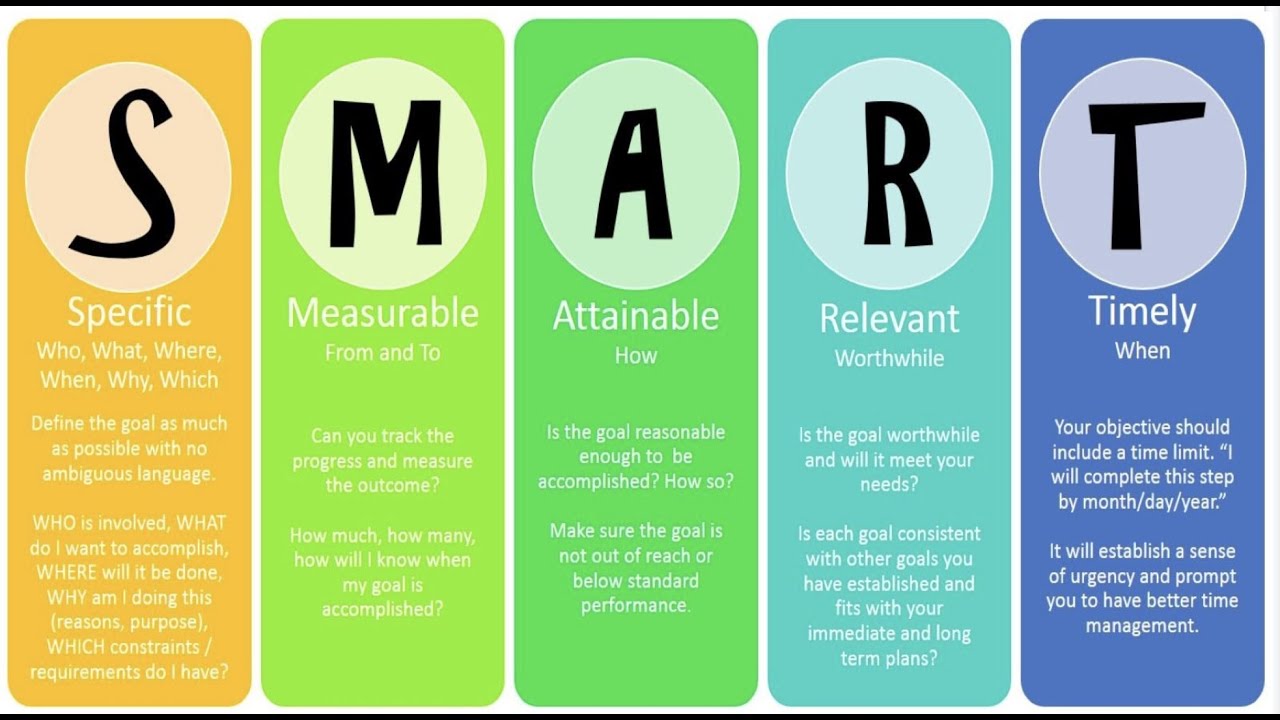 S
Specific
Who, What, Where,
When, Why, Which
Define the goal as much
as possible with no
ambiguous language.
WHO is involved, WHAT
do I want to accomplish,
WHERE will it be done,
WHY am I doing this
(reasons, purpose),
WHICH constraints /
requirements do I have?
M
Measurable
From and To
Can you track the
progress and measure
the outcome?
How much, how many,
how will I know when
my goal is
accomplished?
A
Attainable
How
Is the goal reasonable
enough to be
accomplished? How so?
Make sure the goal is
not out of reach or
below standard
performance.
R
Relevant
Worthwhile
Is the goal worthwhile
and will it meet your
needs?
Is each goal consistent
with other goals you
have established and
fits with your
immediate and long
term plans?
T
Timely
When
Your objective should
include a time limit. “I
will complete this step
by month/day/year.”
It will establish a sense
of urgency and prompt
you to have better time
management.